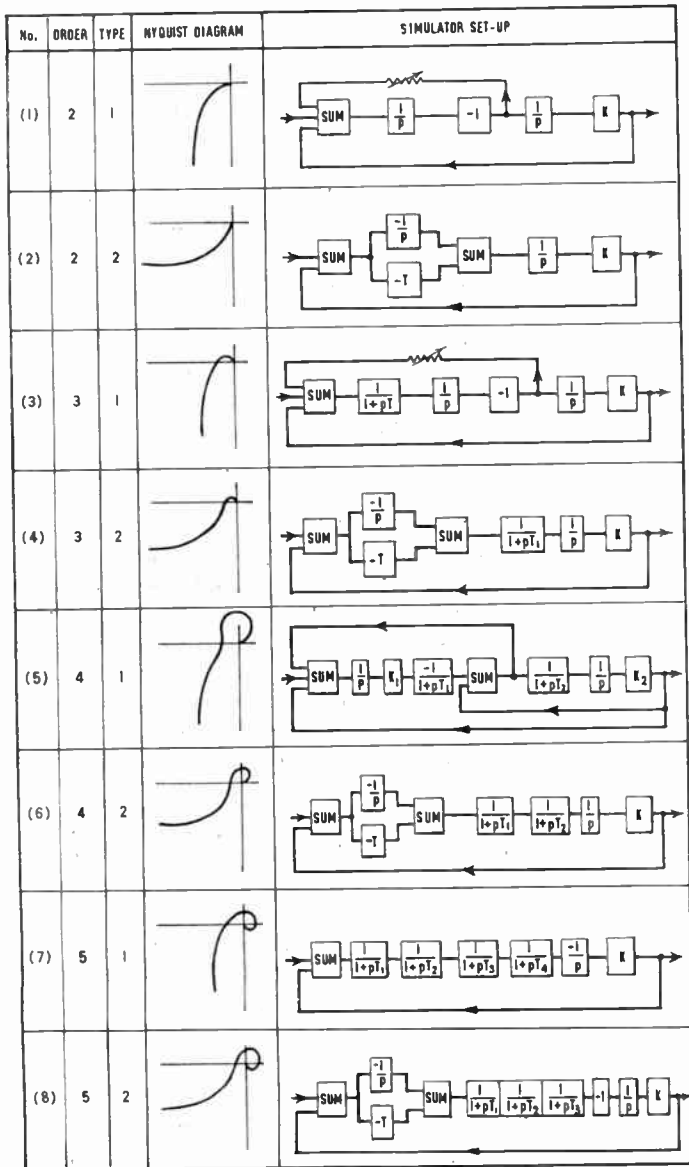 No. ORDER TYPE NYQUIST DIAGRAM SIMULATOR SET-UP
(1) 2 1 SUM 1/p -1 1/p K
(2) 2 2 SUM -1/p -T SUM 1/p K
(3) 3 1 SUM 1/1+pT 1/p -1 1/p K
(4) 3 2 SUM -1/p -T SUM 1/1+pT₁ 1/p K
(5) 4 1 SUM 1/p K₁ -1/1+pT₁ SUM 1/1+pT₂ 1/p K₂
(6) 4 2 SUM -1/p -T SUM 1/1+pT₁ 1/1+pT₂ 1/p K
(7) 5 1 SUM 1/1+pT₁ 1/1+pT₂ 1/1+pT₃ 1/1+pT₄ -1/p K
(8) 5 2 SUM -1/p -T SUM 1/1+pT₁ 1/1+pT₂ 1/1+pT₃ -1 1/p K